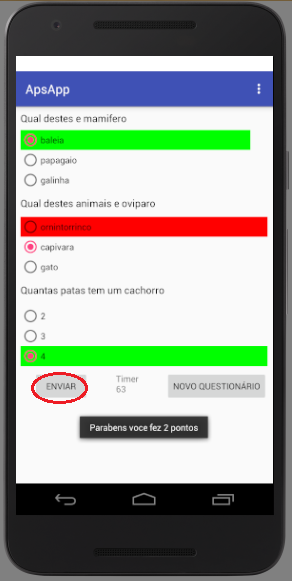 ApsApp
Qual destes e mamifero
baleia
papagaio
galinha
Qual destes animais e oviparo
ornintorrinco
capivara
gato
Quantas patas tem um cachorro
2
3
4
ENVIAR
Timer
63
NOVO QUESTIONÁRIO
Parabens voce fez 2 pontos